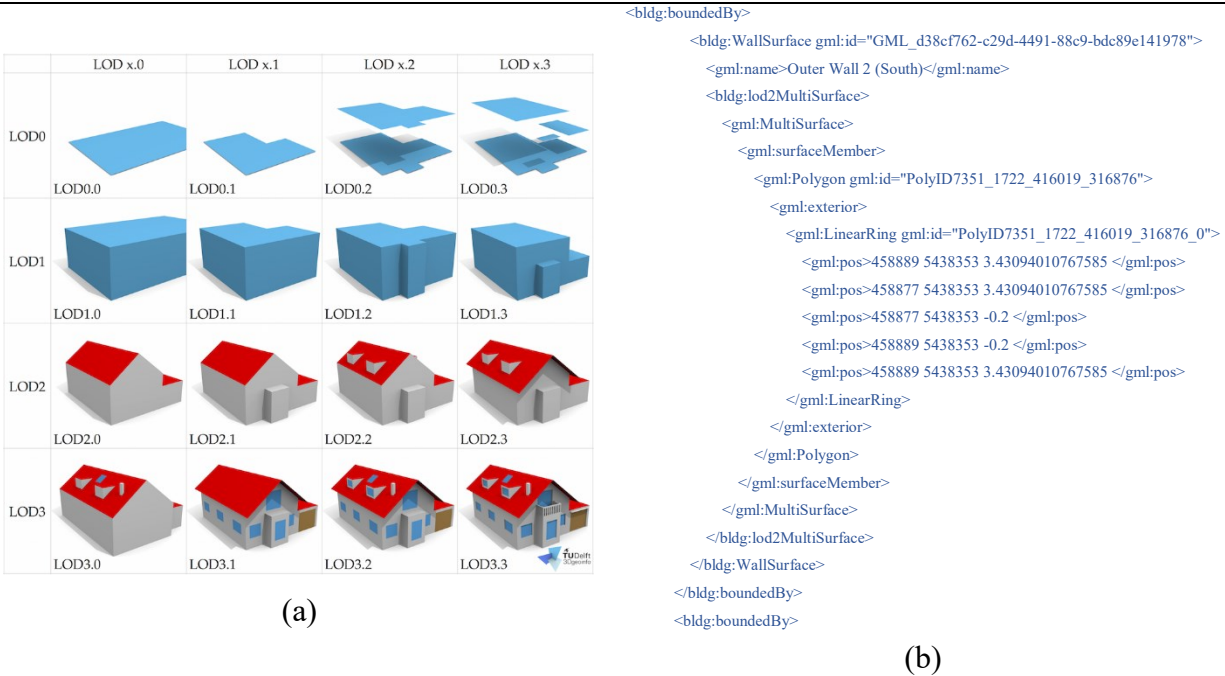 LOD x.0 LOD x.1 LOD x.2 LOD x.3
LOD0
LOD0.0 LOD0.1 LOD0.2 LOD0.3
LOD1
LOD1.0 LOD1.1 LOD1.2 LOD1.3
LOD2
LOD2.0 LOD2.1 LOD2.2 LOD2.3
LOD3
LOD3.0 LOD3.1 LOD3.2 LOD3.3
TUDelft
3Dgeoinfo
(a)
<bldg:boundedBy>
<bldg:WallSurface gml:id="GML_d38cf762-c29d-4491-88c9-bdc89e141978">
<gml:name>Outer Wall 2 (South)</gml:name>
<bldg:lod2MultiSurface>
<gml:MultiSurface>
<gml:surfaceMember>
<gml:Polygon gml:id="PolyID7351_1722_416019_316876">
<gml:exterior>
<gml:LinearRing gml:id="PolyID7351_1722_416019_316876_0">
<gml:pos>458889 5438353 3.43094010767585 </gml:pos>
<gml:pos>458877 5438353 3.43094010767585 </gml:pos>
<gml:pos>458877 5438353 -0.2 </gml:pos>
<gml:pos>458889 5438353 -0.2 </gml:pos>
<gml:pos>458889 5438353 3.43094010767585 </gml:pos>
</gml:LinearRing>
</gml:exterior>
</gml:Polygon>
</gml:surfaceMember>
</gml:MultiSurface>
</bldg:lod2MultiSurface>
</bldg:WallSurface>
</bldg:boundedBy>
<bldg:boundedBy>
(b)